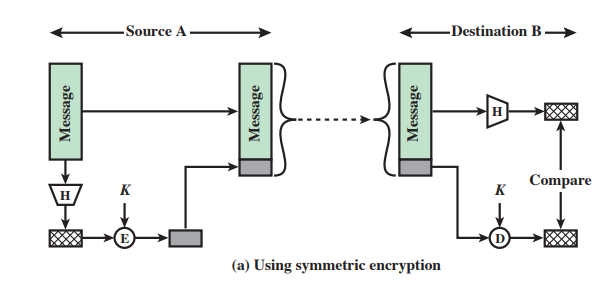 Source A
Destination B
Message
Message
Message
H
H
K
K
Compare
E
D
(a) Using symmetric encryption